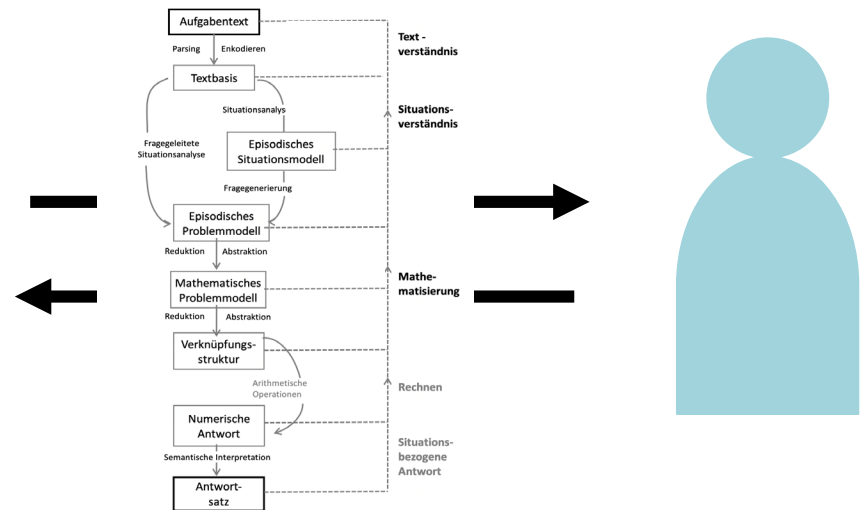 Aufgabentext
Text -
verständnis
Parsing Enkodieren
Textbasis
Situationsanalys
Situations-
verständnis
Fragegeleitete
Situationsanalyse
Episodisches
Situationsmodell
Fragegenerierung
Episodisches
Problemmodell
Reduktion Abstraktion
Mathe-
matisierung
Mathematisches
Problemmodell
Reduktion Abstraktion
Verknüpfungs-
struktur
Arithmetische
Operationen
Rechnen
Numerische
Antwort
Situations-
bezogene
Antwort
Semantische Interpretation
Antwort-
satz